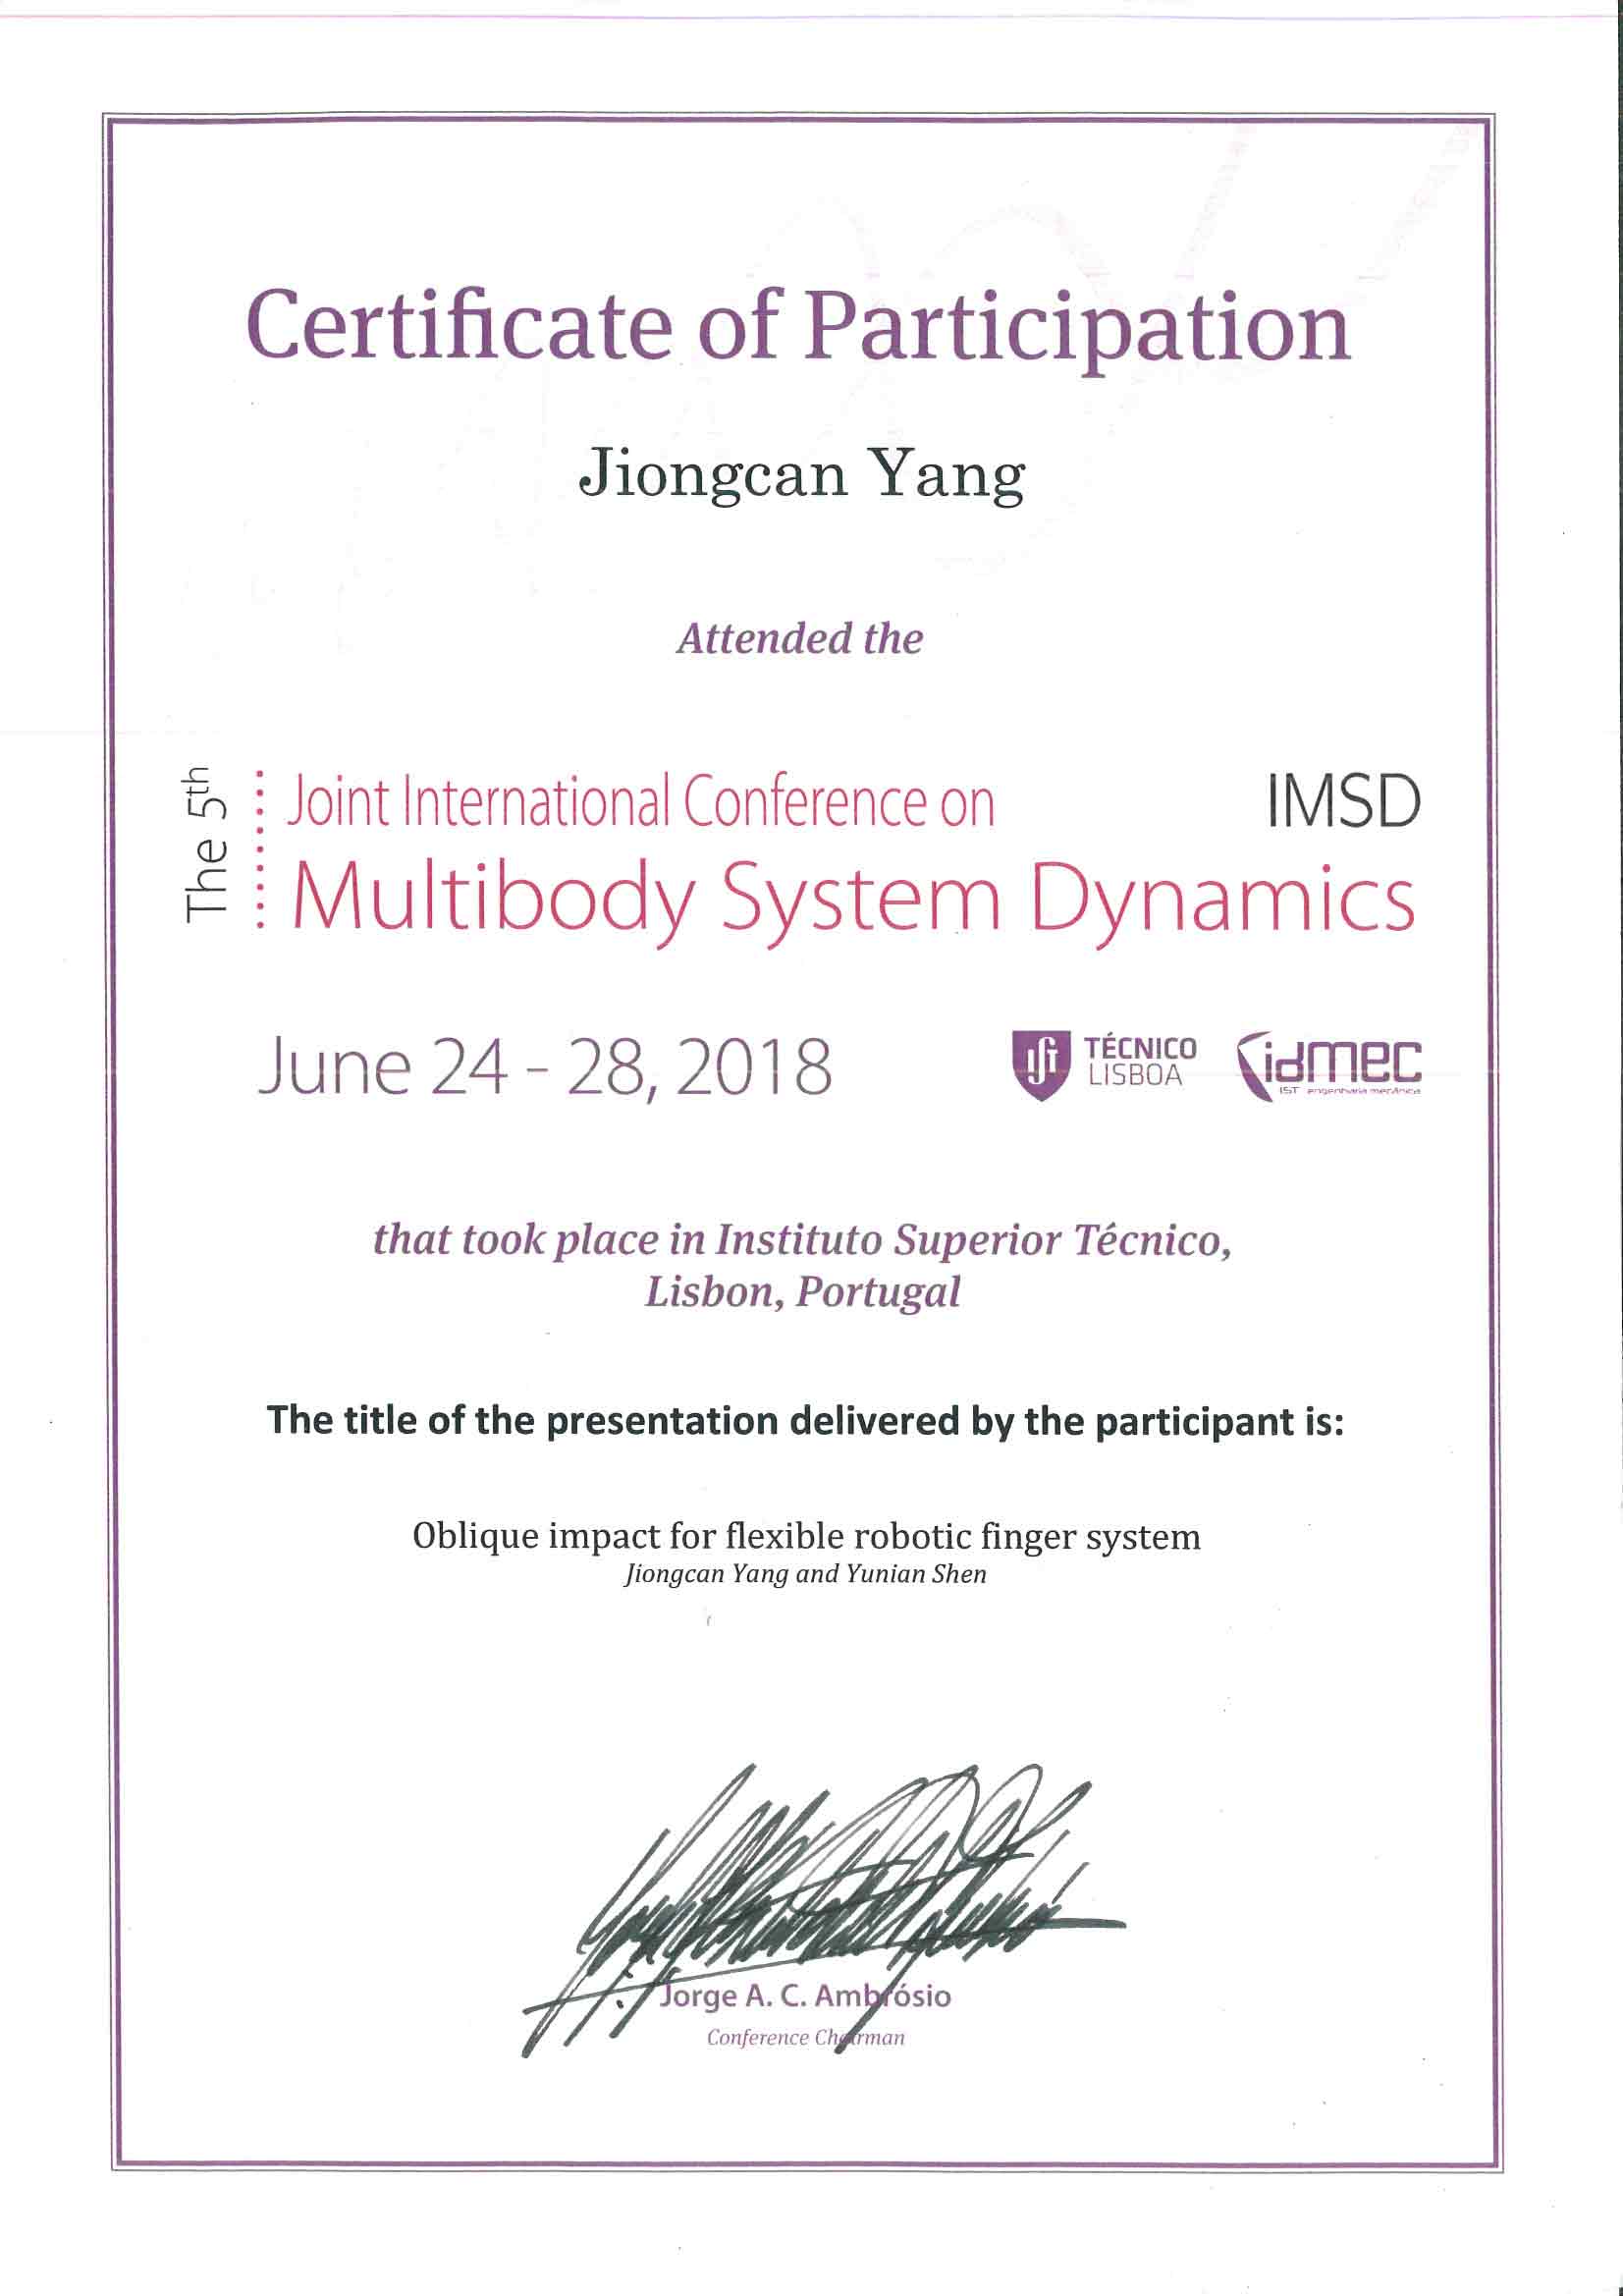 Certificate of Participation
Jiongcan Yang
Attended the
The 5th
Joint International Conference on
IMSD
Multibody System Dynamics
June 24 - 28, 2018
TÉCNICO
LISBOA
idmec
IST engenharia mecânica
that took place in Instituto Superior Técnico,
Lisbon, Portugal
The title of the presentation delivered by the participant is:
Oblique impact for flexible robotic finger system
Jiongcan Yang and Yunian Shen
Jorge A. C. Ambrósio
Conference Chairman